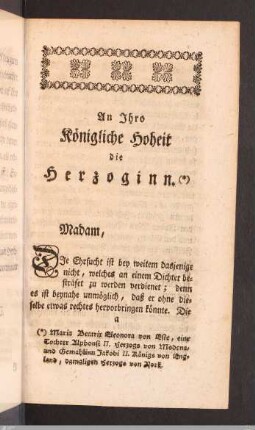 An Ihro
Königliche Hoheit
die
Herzoginn. (*)
Madam,
Die Ehrsucht ist bey weitem dasjenige
nicht, welches an einem Dichter be-
strafet zu werden verdienet; denn
es ist beynahe unmöglich, daß er ohne die-
selbe etwas rechtes hervorbringen könnte. Die
a
(*) Maria Beatrix Eleonora von Este, eine
Tochter Alphonsi II. Herzogs von Modena,
und Gemahlinn Jakobi II. Königs von Eng-
land, damaligen Herzogs von York.